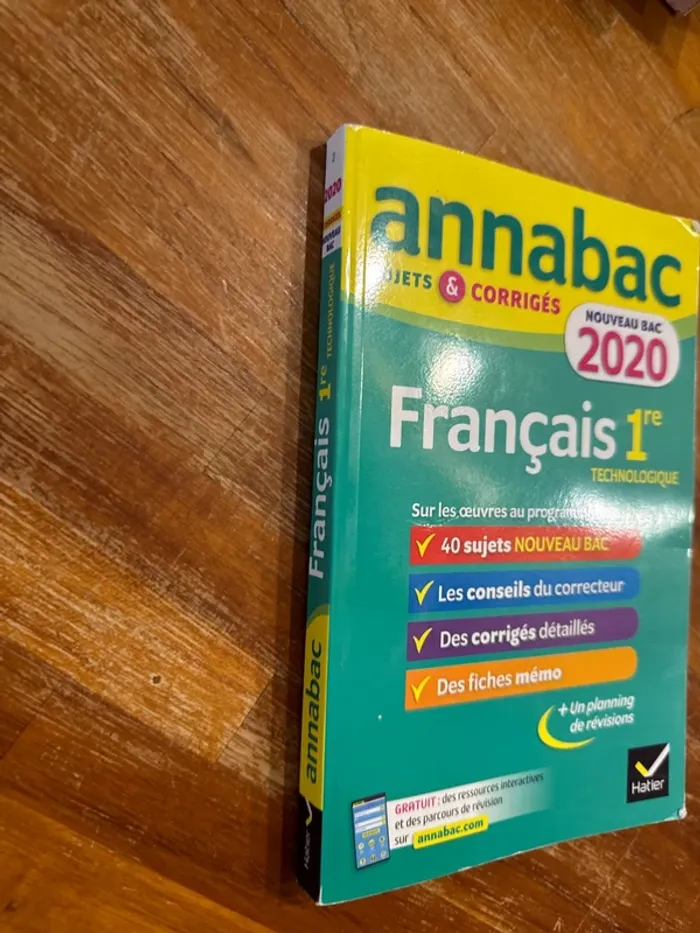 annabac
SUJETS & CORRIGÉS
NOUVEAU BAC
2020
Français 1re
TECHNOLOGIQUE
Sur les œuvres au programme
40 sujets NOUVEAU BAC
Les conseils du correcteur
Des corrigés détaillés
Des fiches mémo
+ Un planning
de révisions
Hatier
GRATUIT : des ressources interactives
et des parcours de révision
sur annabac.com
2020
NOUVEAU BAC
Français 1re TECHNOLOGIQUE
annabac
Hatier